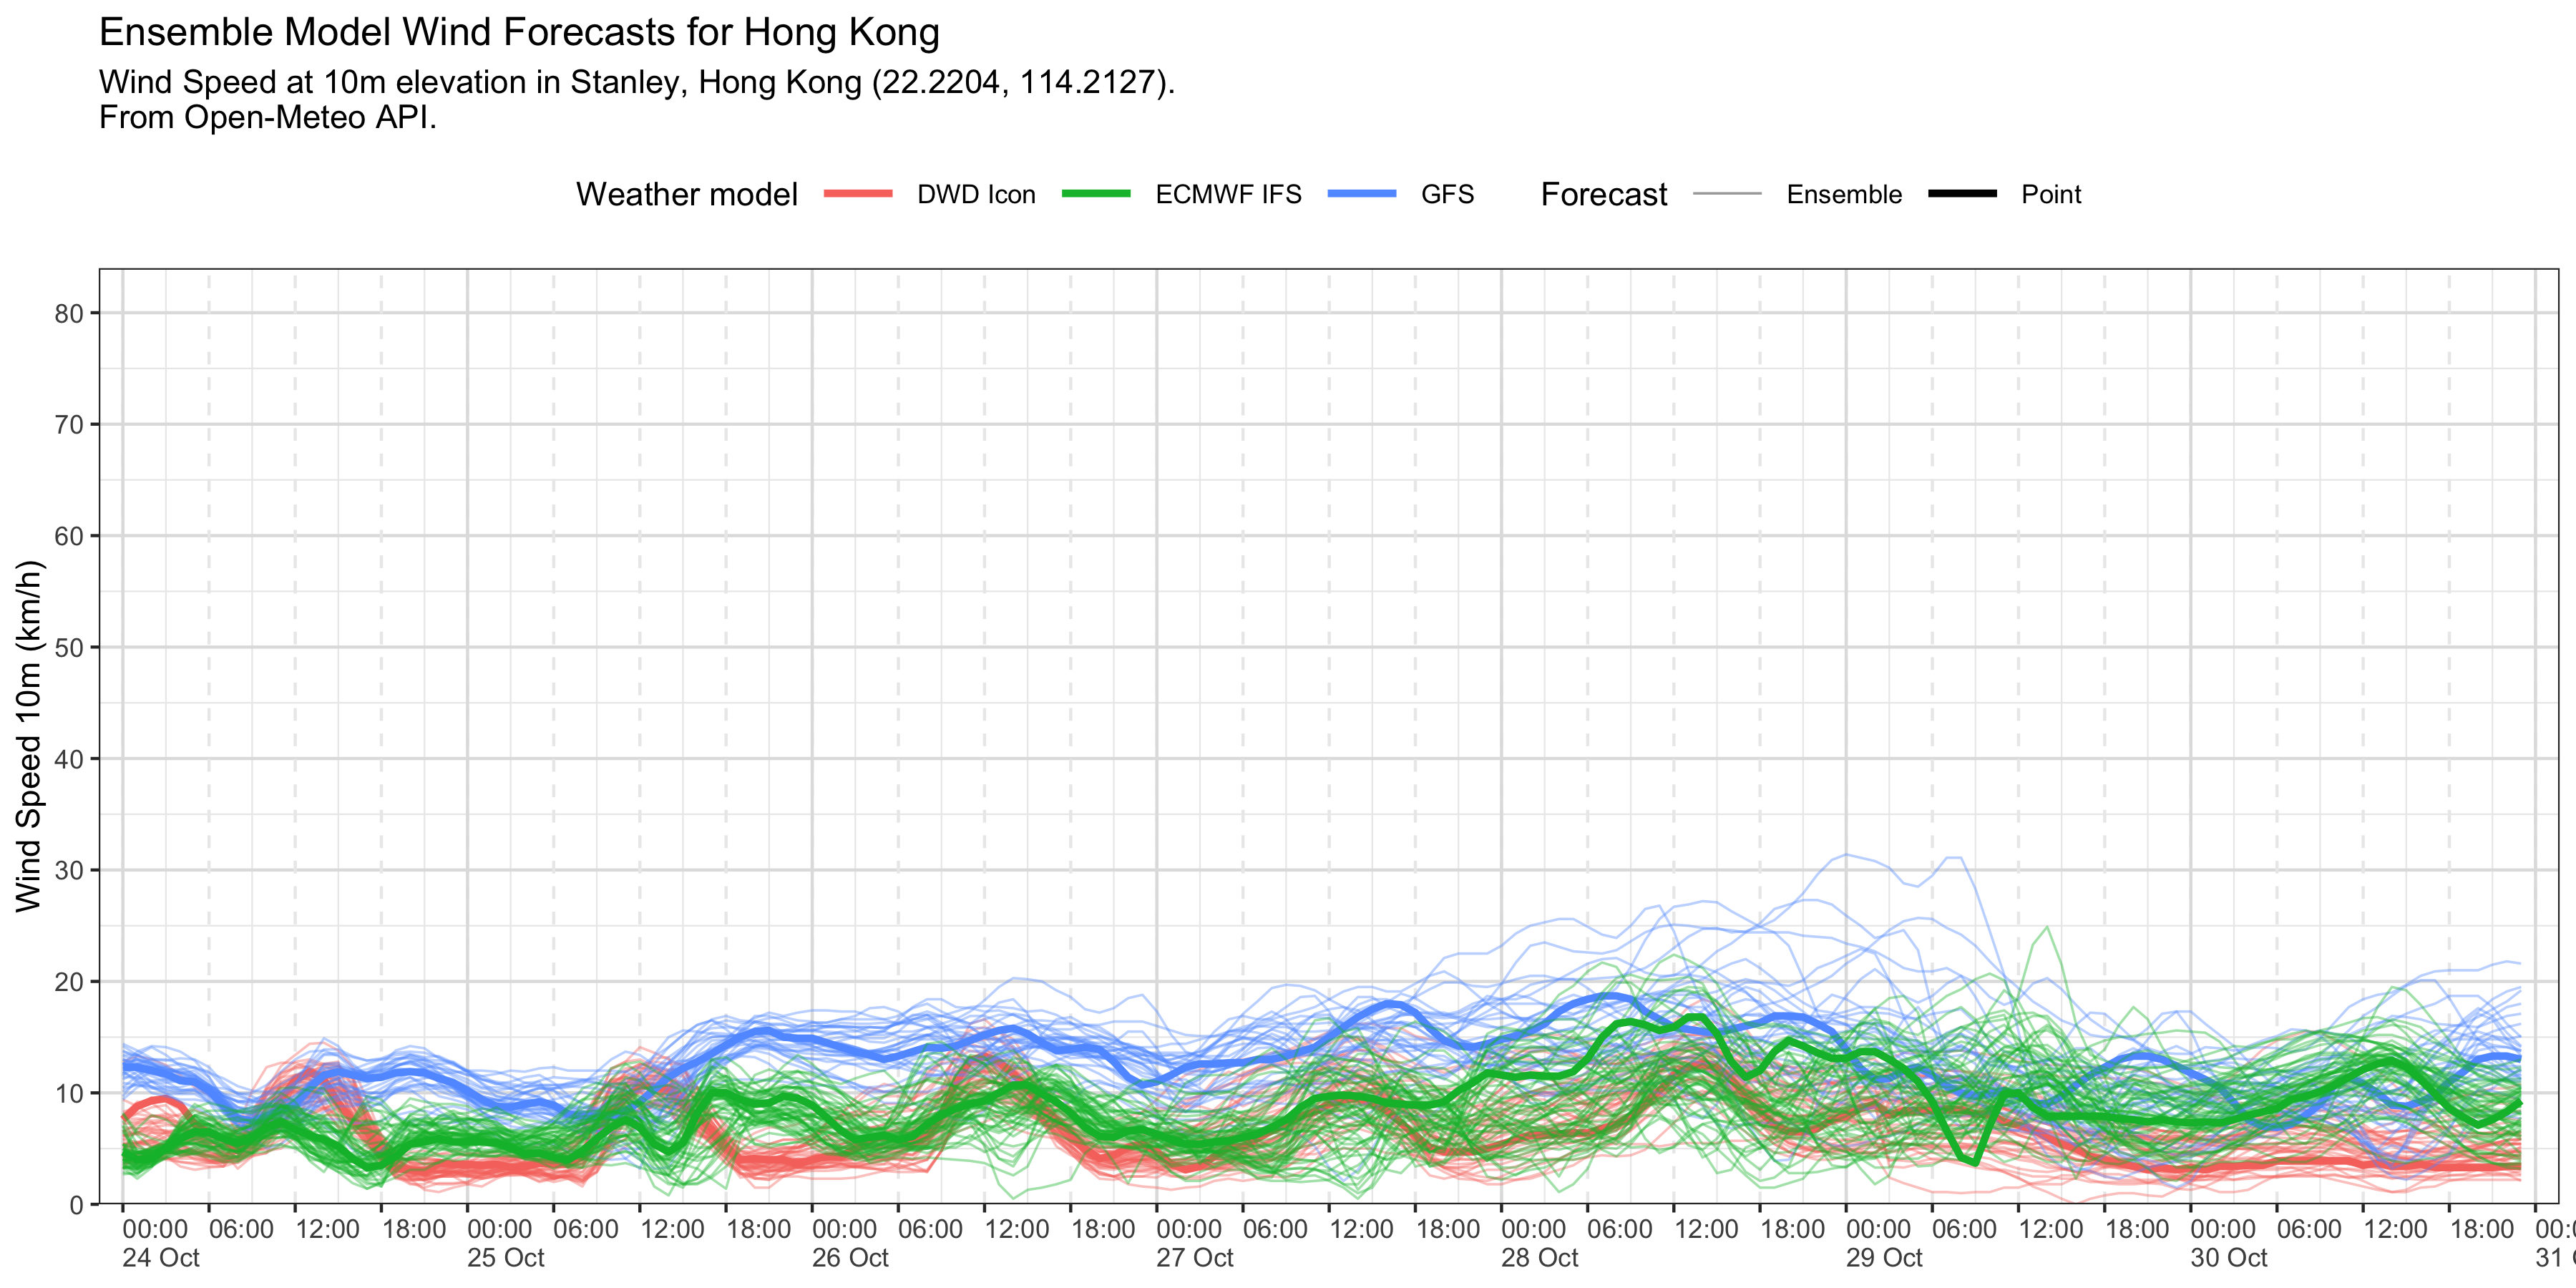 Ensemble Model Wind Forecasts for Hong Kong
Wind Speed at 10m elevation in Stanley, Hong Kong (22.2204, 114.2127).
From Open-Meteo API.
Weather model DWD Icon ECMWF IFS GFS Forecast Ensemble Point
Wind Speed 10m (km/h)
80
70
60
50
40
30
20
10
0
00:00 06:00 12:00 18:00 00:00 06:00 12:00 18:00 00:00 06:00 12:00 18:00 00:00 06:00 12:00 18:00 00:00 06:00 12:00 18:00 00:00 06:00 12:00 18:00 00:00 06:00 12:00 18:00
24 Oct 25 Oct 26 Oct 27 Oct 28 Oct 29 Oct 30 Oct 31